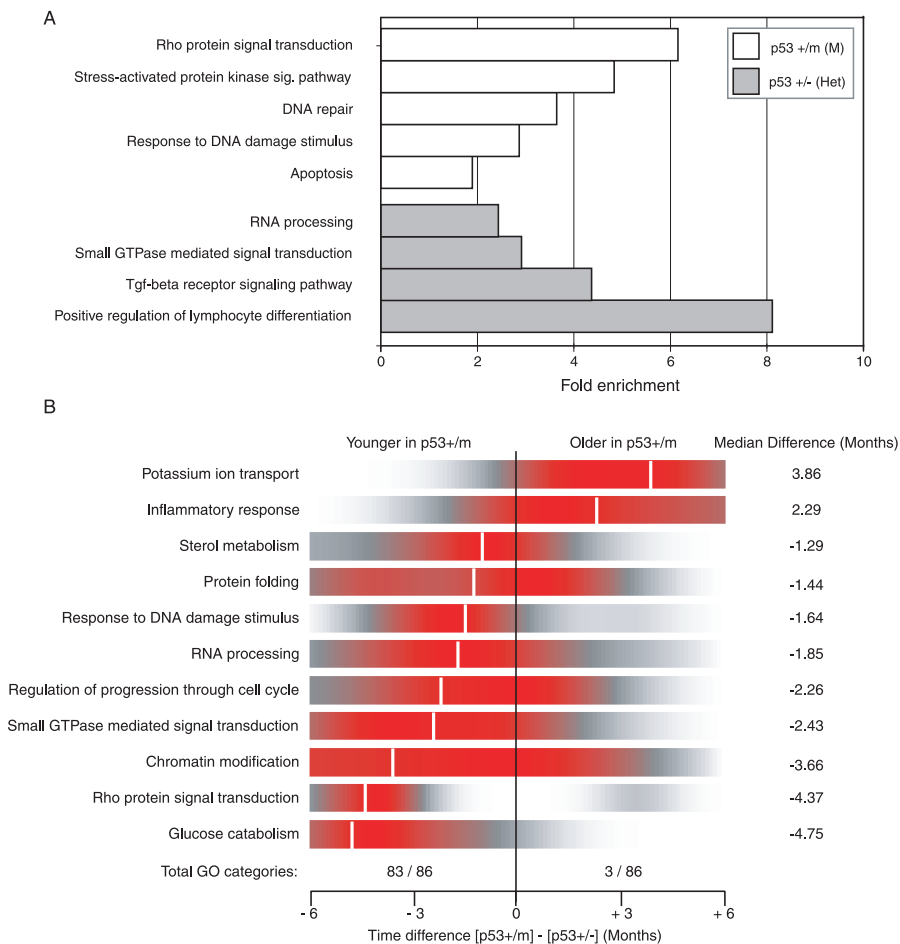 A
Rho protein signal transduction
Stress-activated protein kinase sig. pathway
DNA repair
Response to DNA damage stimulus
Apoptosis
RNA processing
Small GTPase mediated signal transduction
Tgf-beta receptor signaling pathway
Positive regulation of lymphocyte differentiation
p53 +/m (M)
p53 +/- (Het)
0 2 4 6 8 10
Fold enrichment
B
Younger in p53+/m Older in p53+/m Median Difference (Months)
Potassium ion transport 3.86
Inflammatory response 2.29
Sterol metabolism -1.29
Protein folding -1.44
Response to DNA damage stimulus -1.64
RNA processing -1.85
Regulation of progression through cell cycle -2.26
Small GTPase mediated signal transduction -2.43
Chromatin modification -3.66
Rho protein signal transduction -4.37
Glucose catabolism -4.75
Total GO categories: 83 / 86 3 / 86
- 6 - 3 0 + 3 + 6
Time difference [p53+/m] - [p53+/-] (Months)